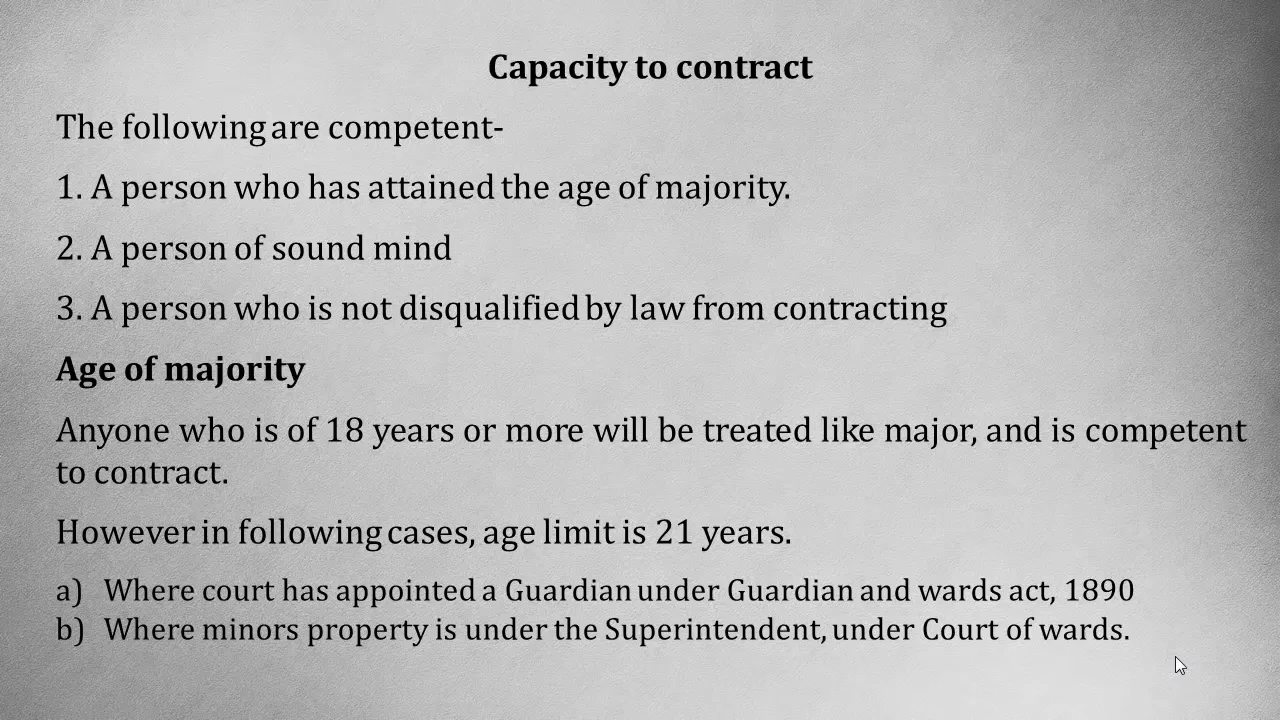 Capacity to contract
The following are competent-
1. A person who has attained the age of majority.
2. A person of sound mind
3. A person who is not disqualified by law from contracting
Age of majority
Anyone who is of 18 years or more will be treated like major, and is competent
to contract.
However in following cases, age limit is 21 years.
a) Where court has appointed a Guardian under Guardian and wards act, 1890
b) Where minors property is under the Superintendent, under Court of wards.